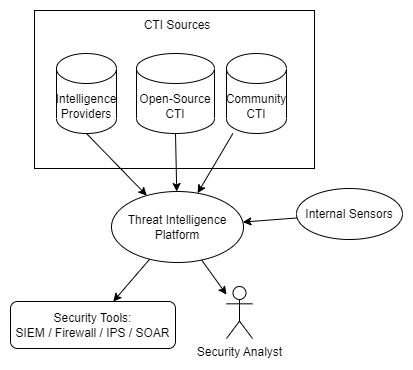 CTI Sources
Intelligence
Providers
Open-Source
CTI
Community
CTI
Threat Intelligence
Platform
Internal Sensors
Security Tools:
SIEM / Firewall / IPS / SOAR
Security Analyst